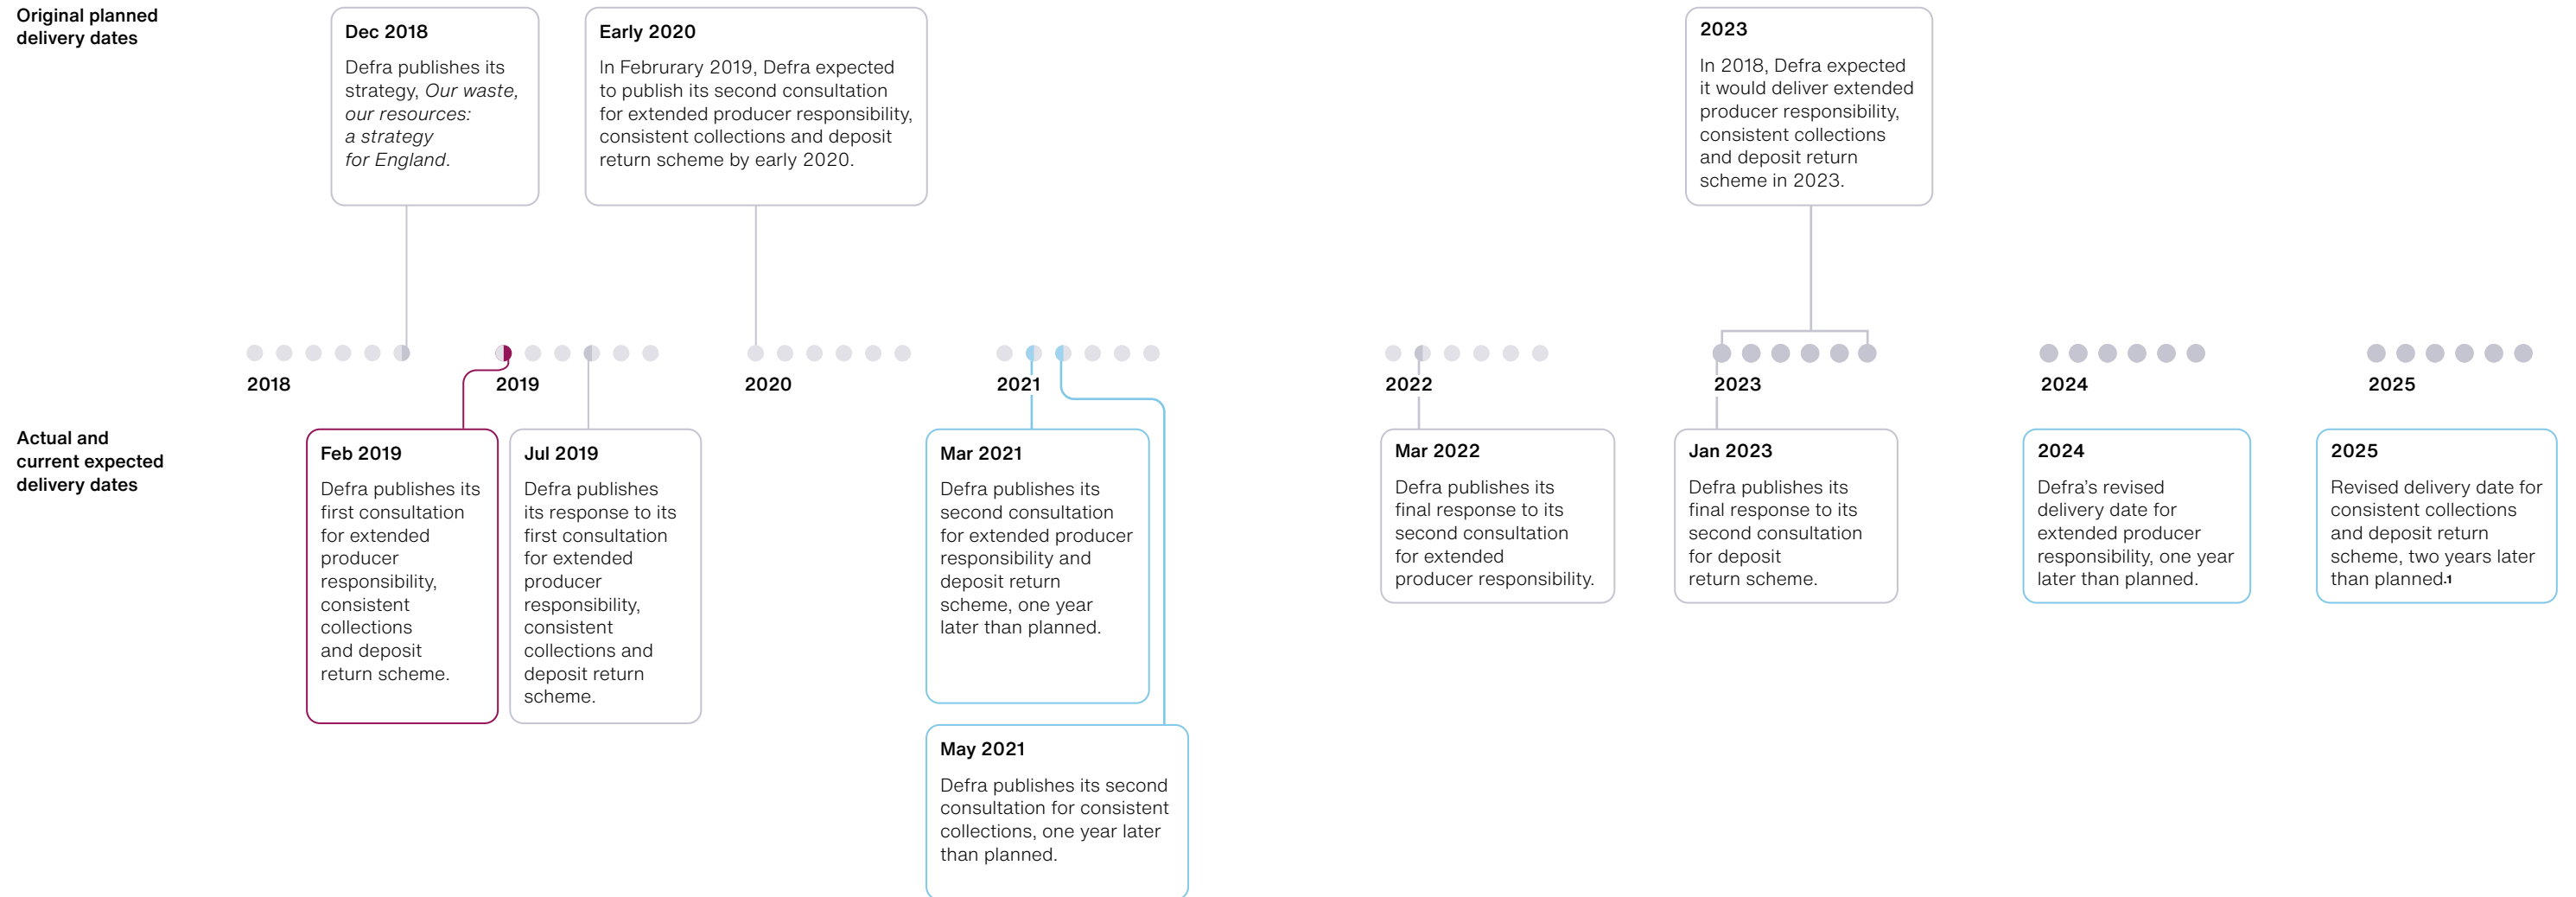 Original planned
delivery dates
Dec 2018
Defra publishes its
strategy, Our waste,
our resources:
a strategy
for England.
Early 2020
In Februrary 2019, Defra expected
to publish its second consultation
for extended producer responsibility,
consistent collections and deposit
return scheme by early 2020.
2023
In 2018, Defra expected
it would deliver extended
producer responsibility,
consistent collections
and deposit return
scheme in 2023.
2018
2019
2020
2021
2022
2023
2024
2025
Actual and
current expected
delivery dates
Feb 2019
Defra publishes its
first consultation
for extended
producer
responsibility,
consistent
collections
and deposit
return scheme.
Jul 2019
Defra publishes
its response to its
first consultation
for extended
producer
responsibility,
consistent
collections and
deposit return
scheme.
Mar 2021
Defra publishes its
second consultation
for extended producer
responsibility and
deposit return
scheme, one year
later than planned.
May 2021
Defra publishes its second
consultation for consistent
collections, one year later
than planned.
Mar 2022
Defra publishes its
final response to its
second consultation
for extended
producer responsibility.
Jan 2023
Defra publishes its
final response to its
second consultation
for deposit
return scheme.
2024
Defra’s revised
delivery date for
extended producer
responsibility, one year
later than planned.
2025
Revised delivery date for
consistent collections
and deposit return
scheme, two years later
than planned.1